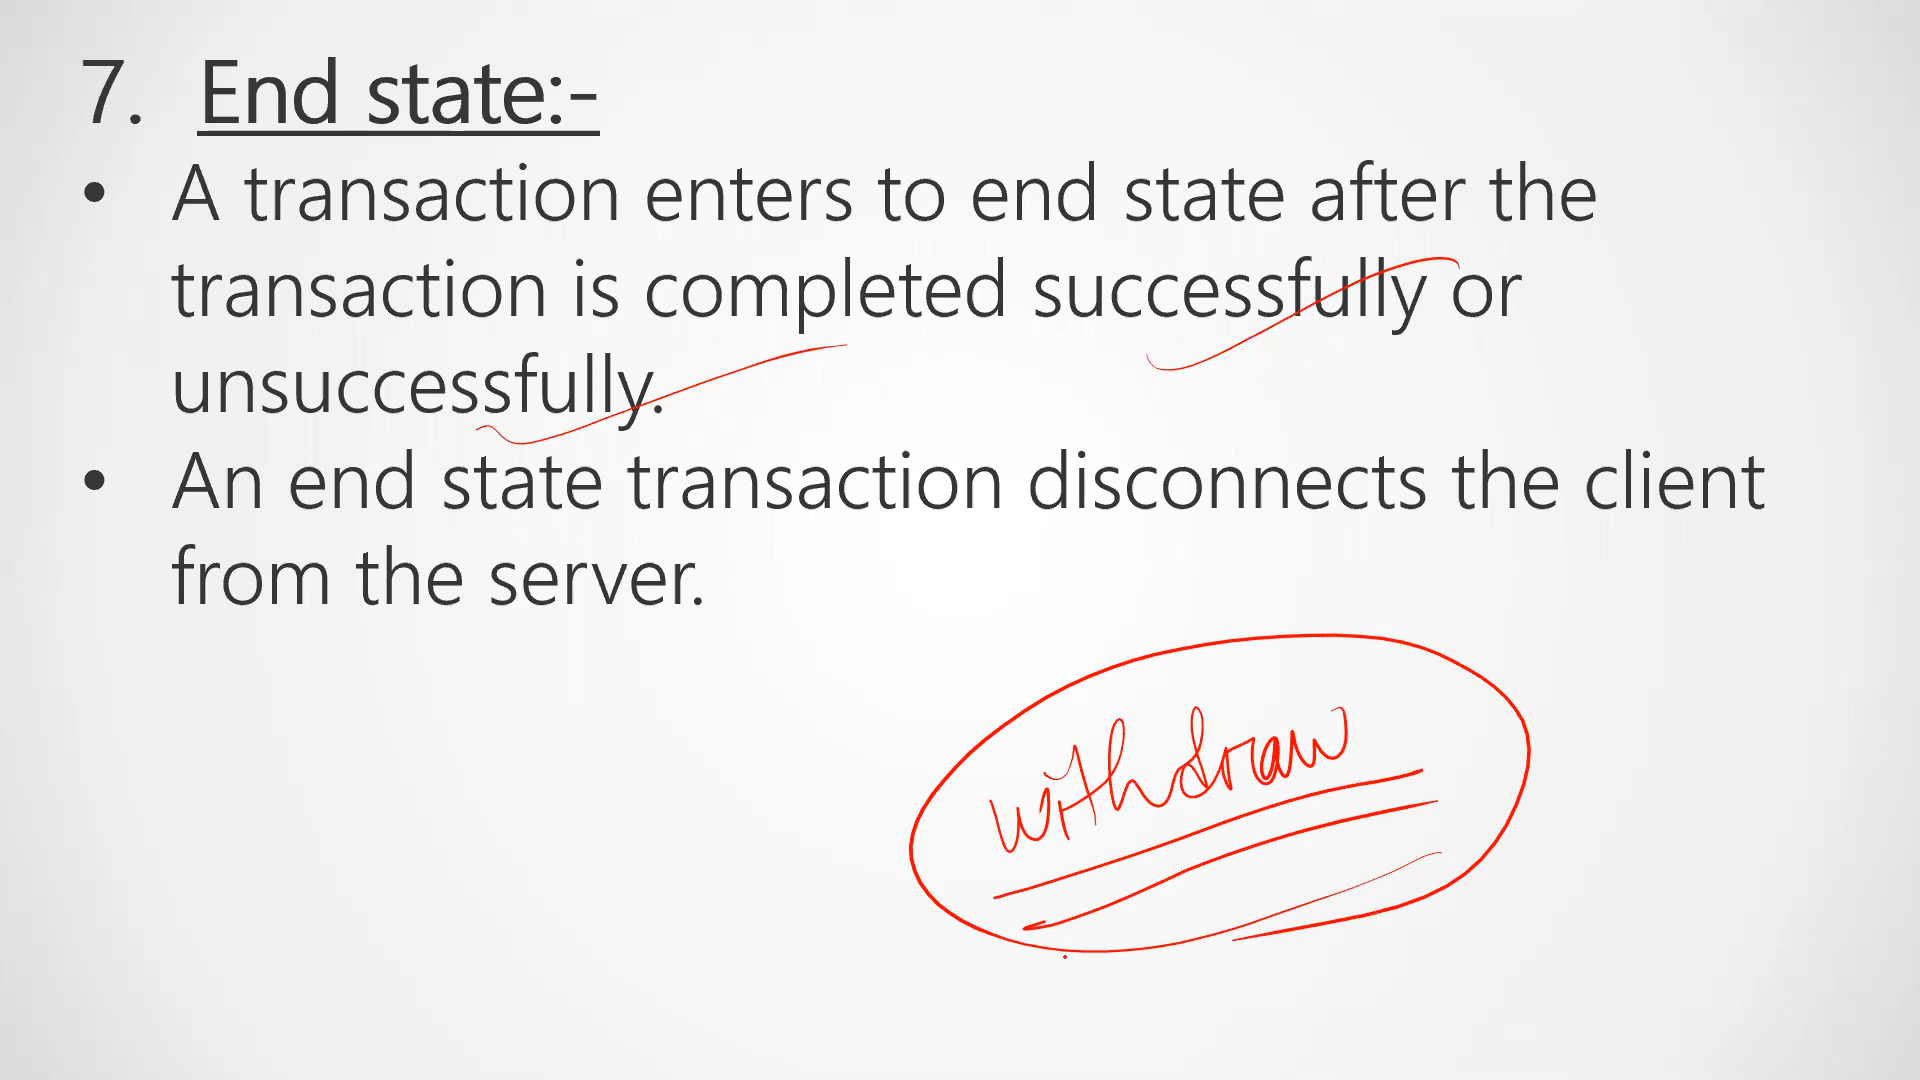 7. End state:-
• A transaction enters to end state after the
transaction is completed successfully or
unsuccessfully.
• An end state transaction disconnects the client
from the server.
withdraw